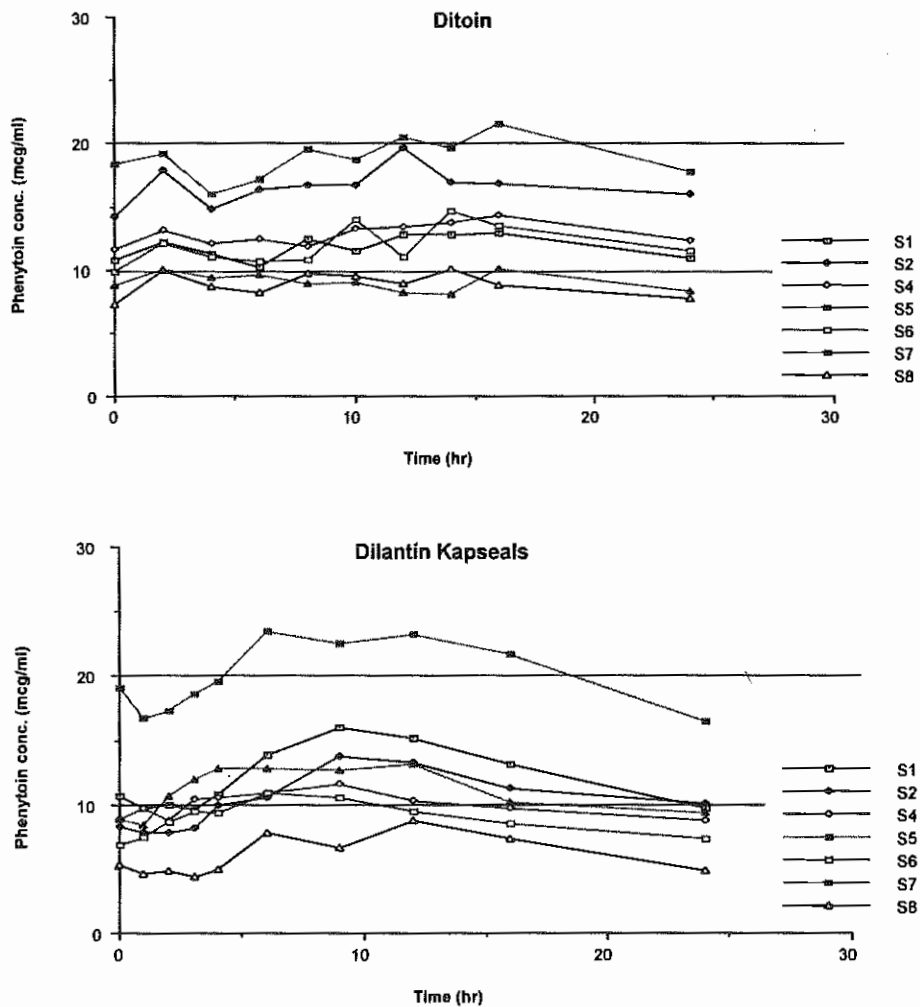 Ditoin
30
20
10
0
Phenytoin conc. (mcg/ml)
0 10 20 30
Time (hr)
S1
S2
S4
S5
S6
S7
S8
Dilantin Kapseals
30
20
10
0
Phenytoin conc. (mcg/ml)
0 10 20 30
Time (hr)
S1
S2
S4
S5
S6
S7
S8